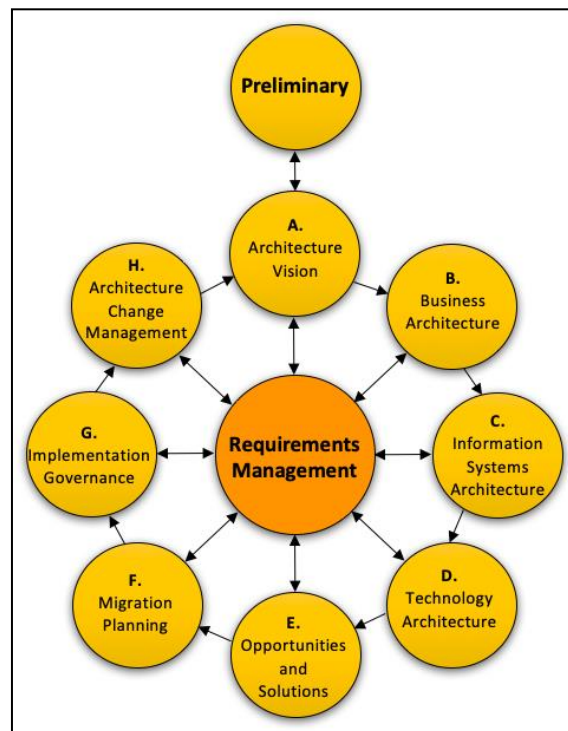 Preliminary
A.
Architecture
Vision
B.
Business
Architecture
C.
Information
Systems
Architecture
D.
Technology
Architecture
E.
Opportunities
and
Solutions
F.
Migration
Planning
G.
Implementation
Governance
H.
Architecture
Change
Management
Requirements
Management